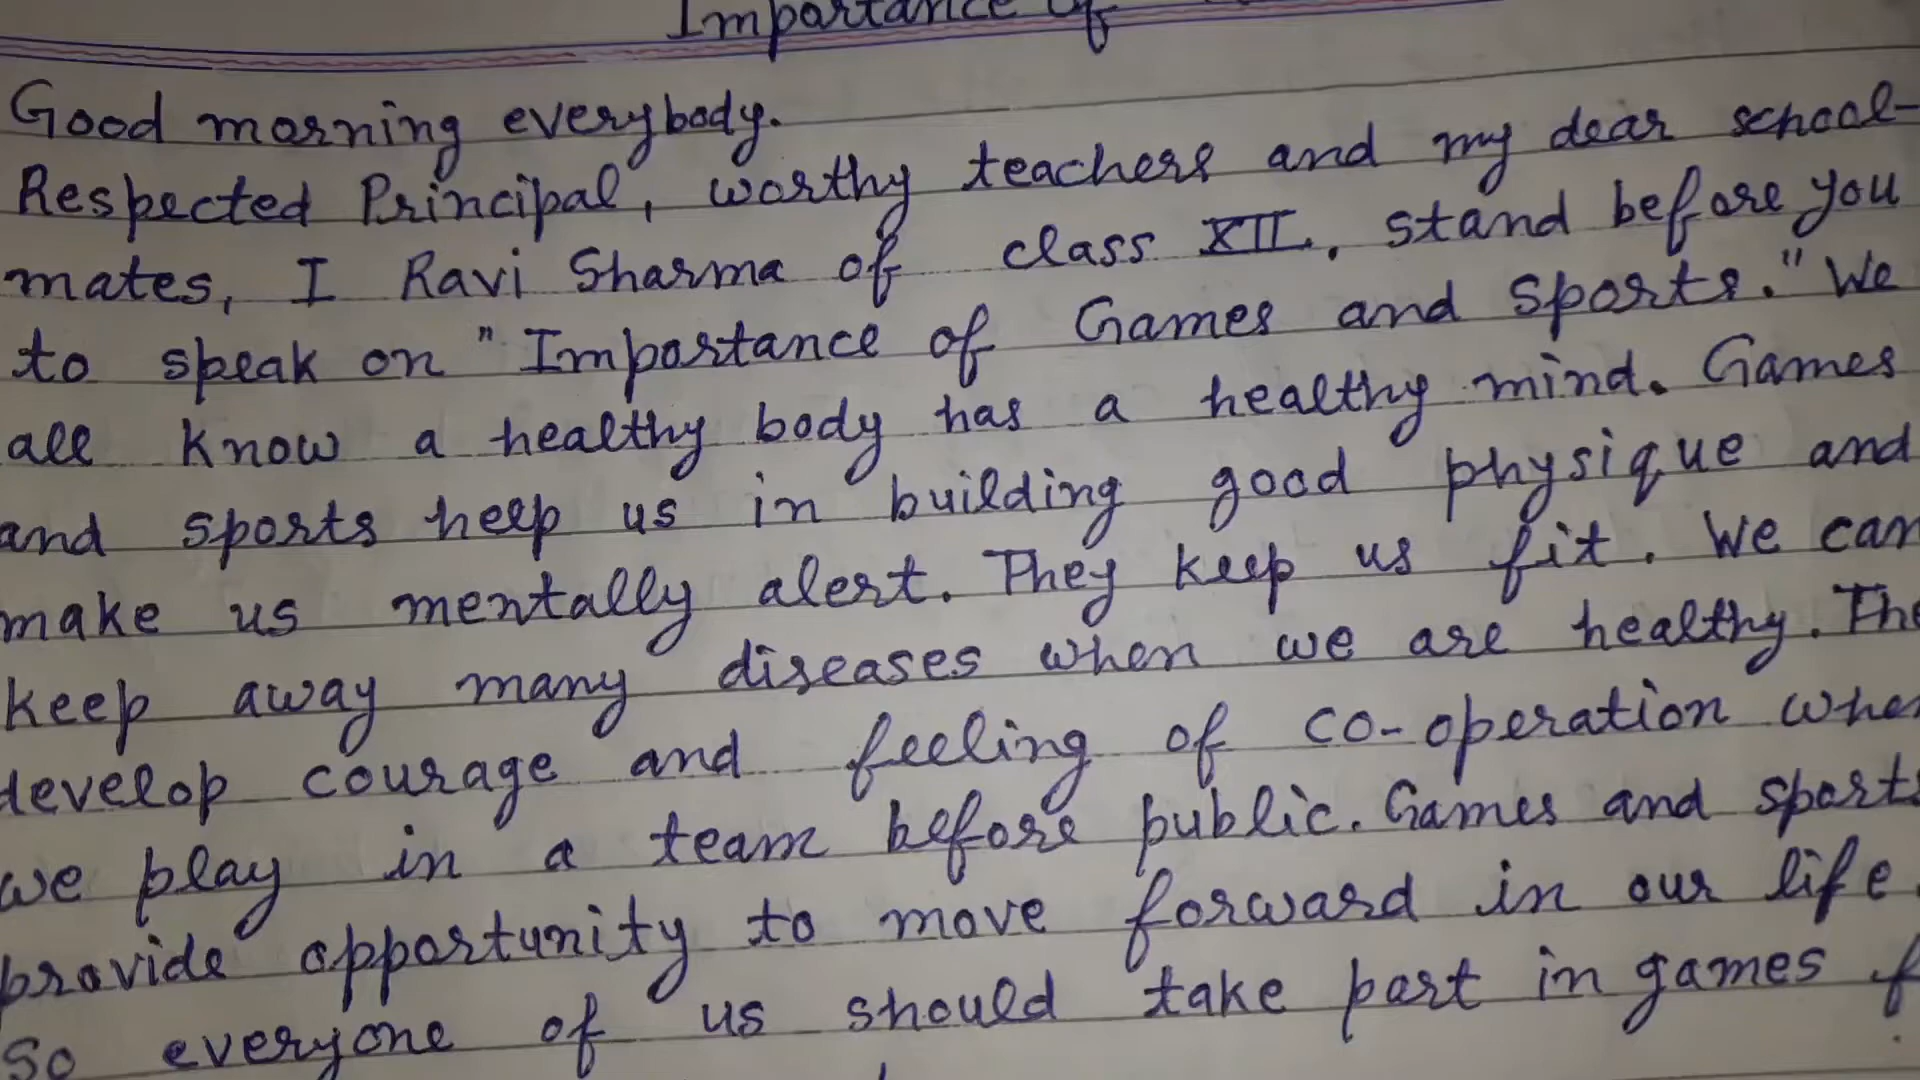 Importance of
Good morning everybody.
Respected Principal, worthy teachers and my dear school-
mates, I Ravi Sharma of class XII, stand before you
to speak on "Importance of Games and Sports." We
all know a healthy body has a healthy mind. Games
and sports help us in building good physique and
make us mentally alert. They keep us fit. We can
keep away many diseases when we are healthy. The
develop courage and feeling of co-operation when
we play in a team before public. Games and sports
provide opportunity to move forward in our life.
So everyone of us should take part in games